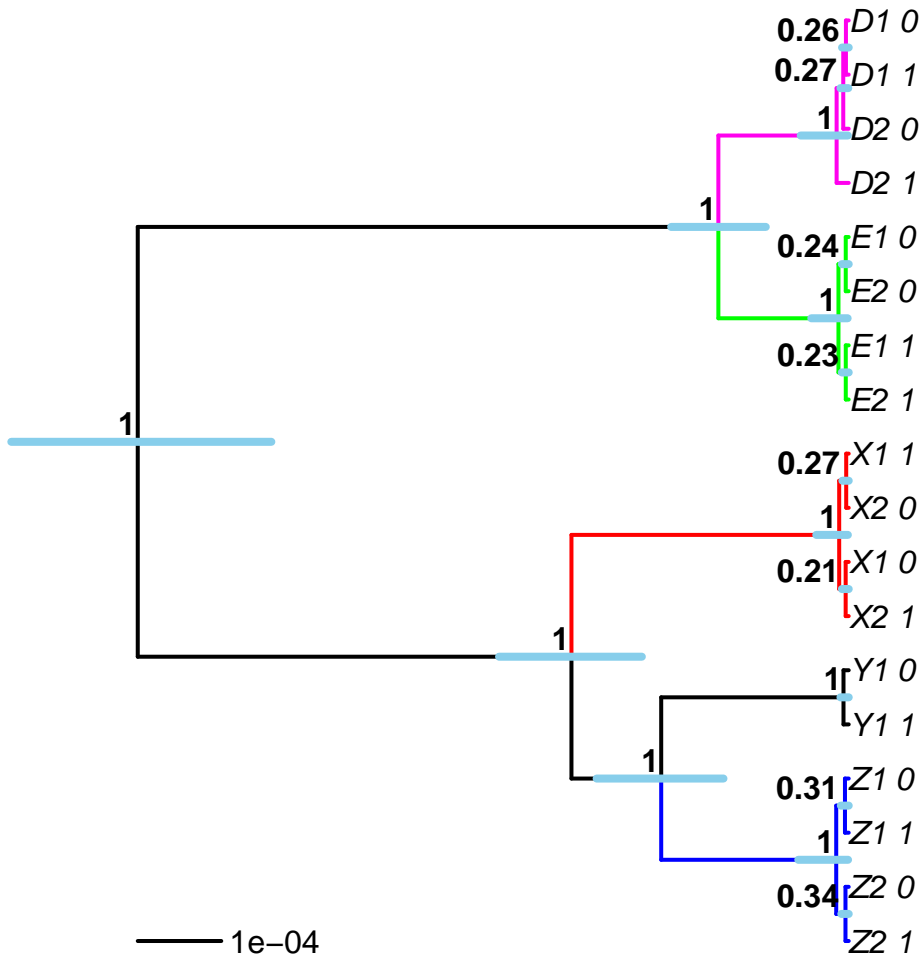 0.26
D1 0
0.27
D1 1
1
D2 0
D2 1
1
E1 0
0.24
E2 0
1
E1 1
0.23
E2 1
1
X1 1
0.27
X2 0
1
X1 0
0.21
X2 1
1
Y1 0
1
Y1 1
1
Z1 0
0.31
Z1 1
1
Z2 0
0.34
Z2 1
1e−04